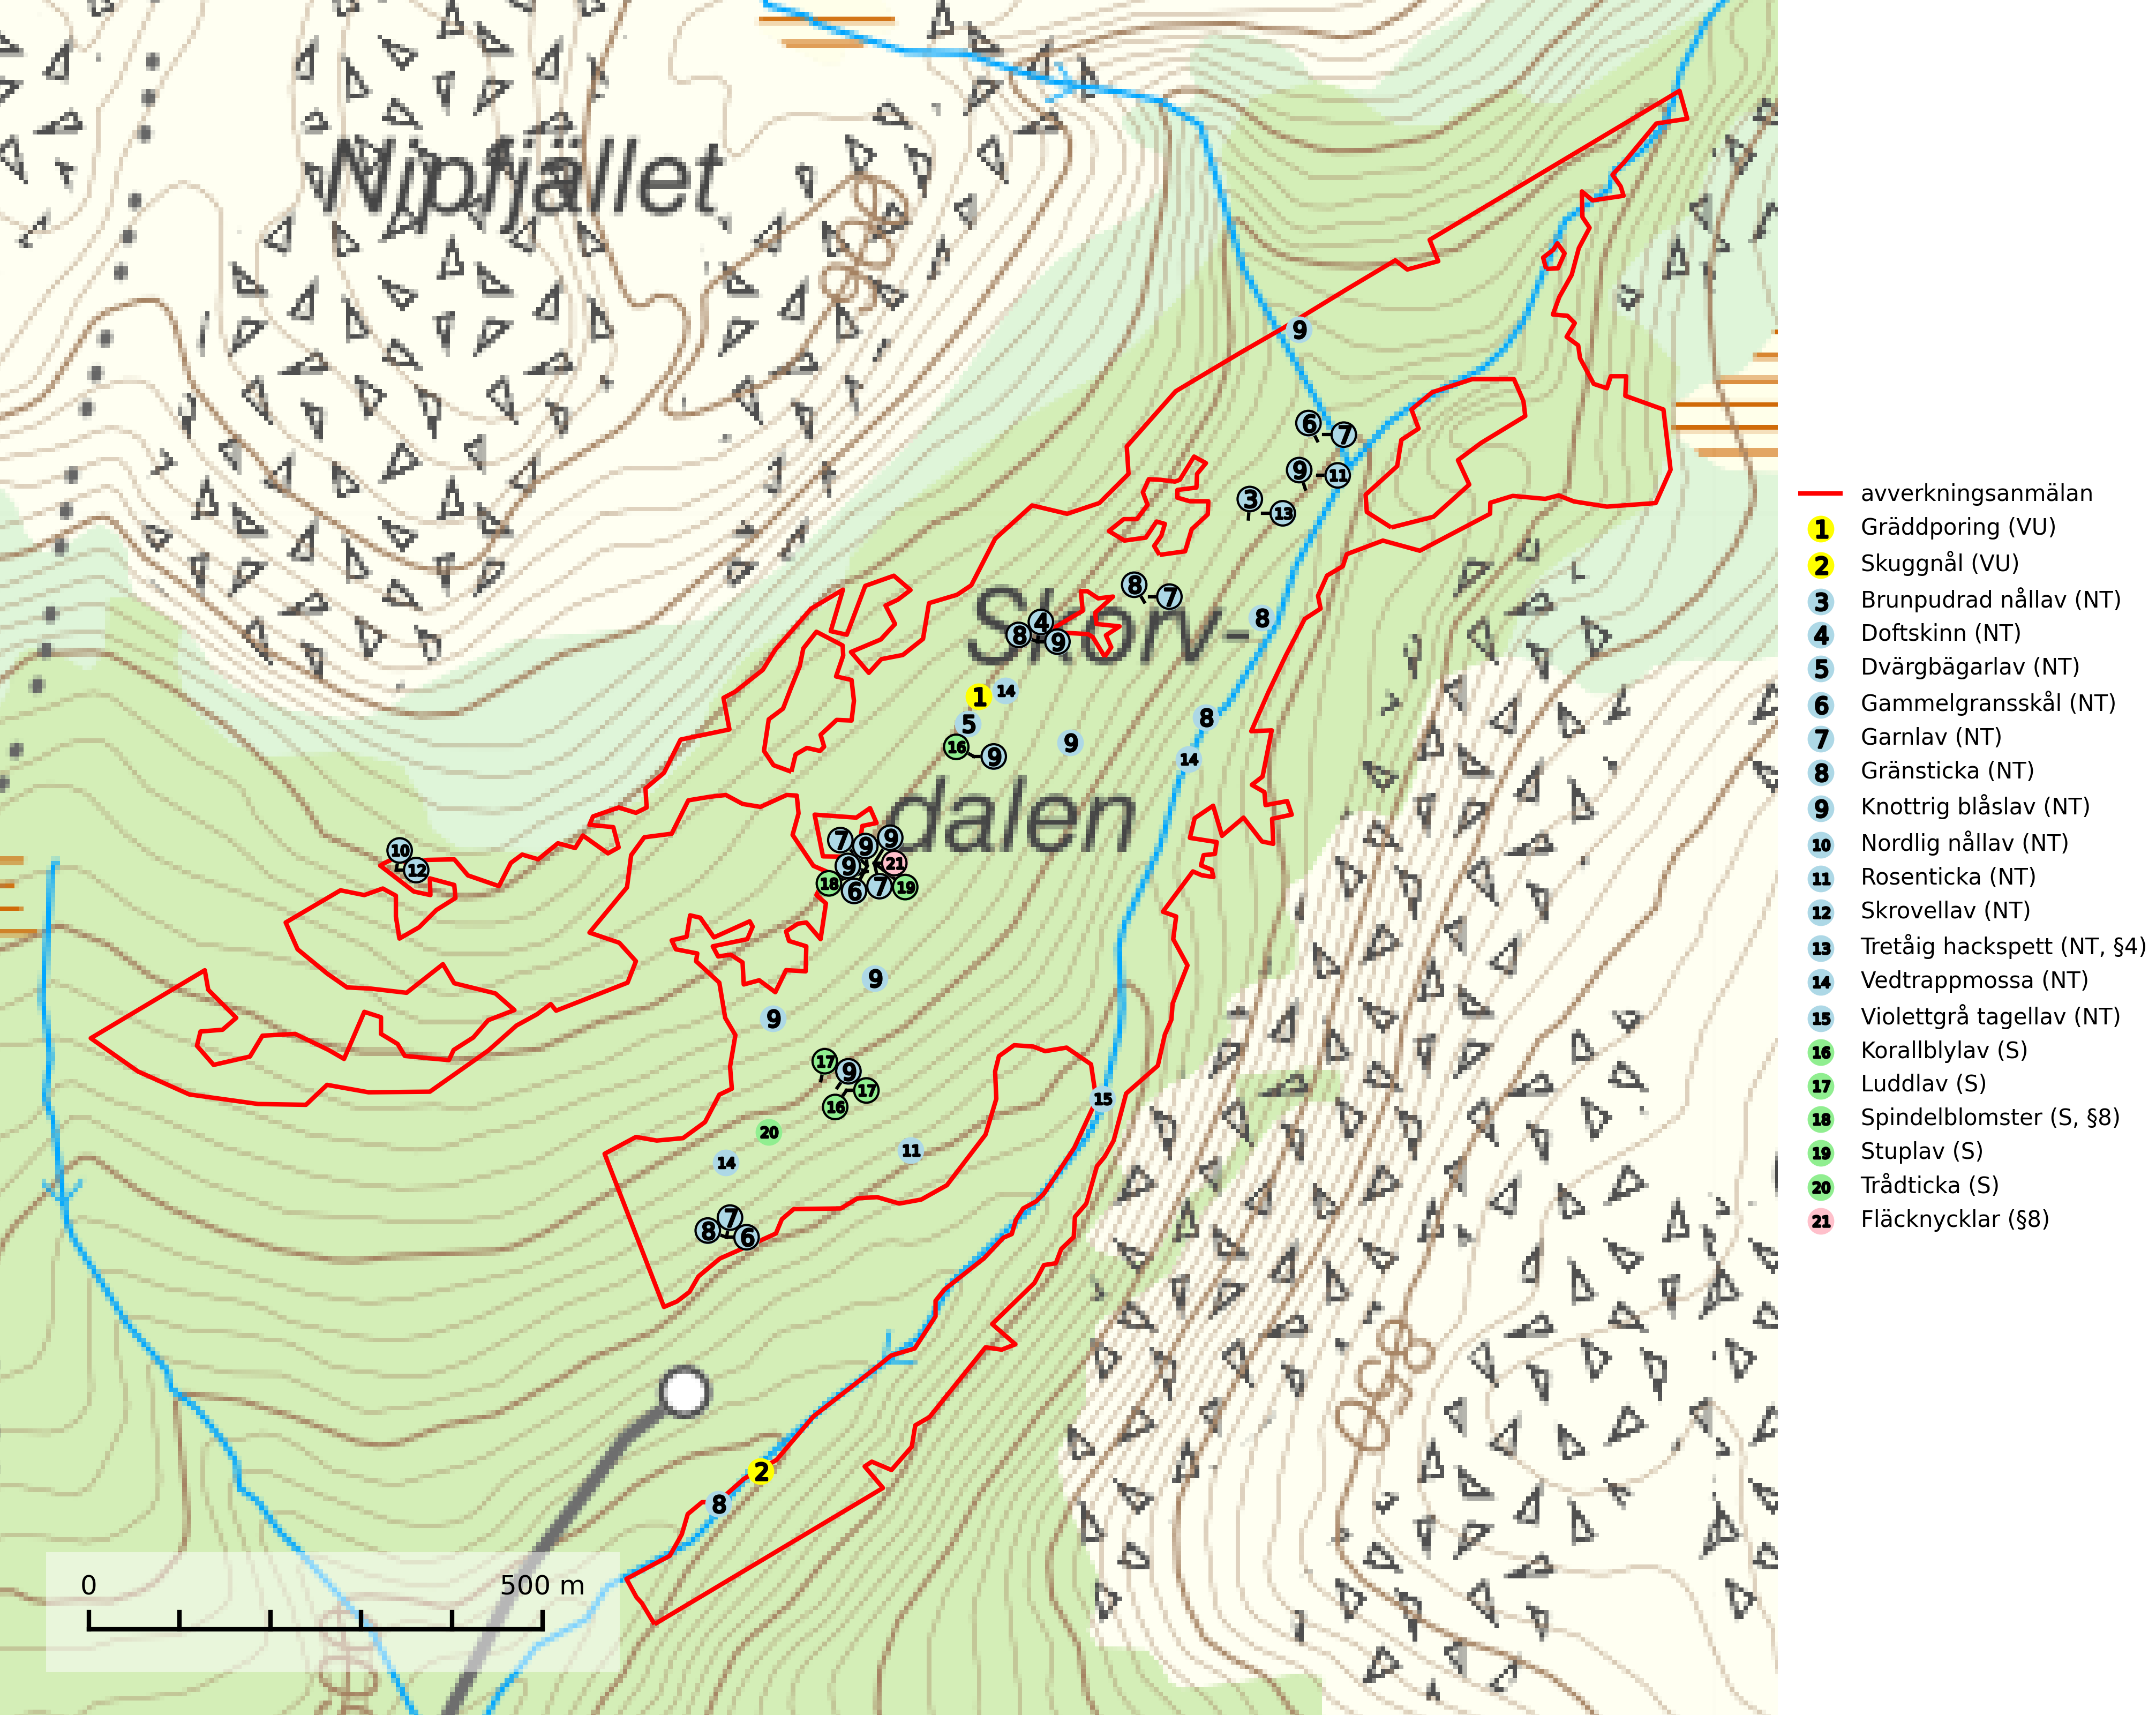 Nipfjället
900
9
6
7
9
11
3
13
8
7
8
4
8
9
1
14
5
8
16
9
9
14
Skorv-
dalen
10
12
7
9
9
9
21
18
6
7
19
9
9
17
9
17
16
15
20
14
11
7
8
6
850
2
8
0
500 m
avverkningsanmälan
1 Gräddporing (VU)
2 Skuggnål (VU)
3 Brunpudrad nållav (NT)
4 Doftskinn (NT)
5 Dvärgbägarlav (NT)
6 Gammelgransskål (NT)
7 Garnlav (NT)
8 Gränsticka (NT)
9 Knottrig blåslav (NT)
10 Nordlig nållav (NT)
11 Rosenticka (NT)
12 Skrovellav (NT)
13 Tretåig hackspett (NT, §4)
14 Vedtrappmossa (NT)
15 Violettgrå tagellav (NT)
16 Korallblylav (S)
17 Luddlav (S)
18 Spindelblomster (S, §8)
19 Stuplav (S)
20 Trådticka (S)
21 Fläcknycklar (§8)